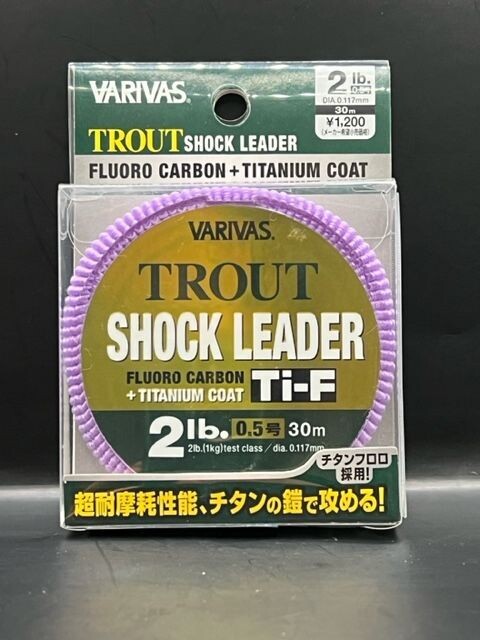 VARIVAS®
2 lb.
0.5号
DIA.0.117mm
30m
¥1,200
(メーカー希望小売価格)
TROUT SHOCK LEADER
FLUORO CARBON + TITANIUM COAT
VARIVAS®
TROUT
SHOCK LEADER
FLUORO CARBON
+ TITANIUM COAT Ti-F
2lb. 0.5号 30m
2lb.(1kg)test class / dia. 0.117mm
チタンフロロ
採用!
超耐摩耗性能、チタンの鎧で攻める!